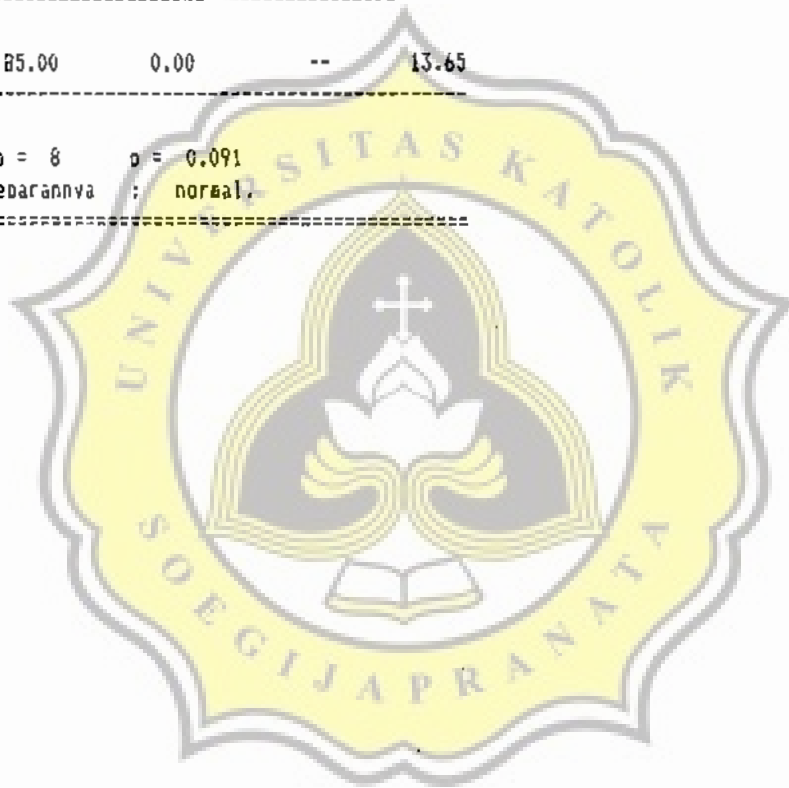 85.00 0.00 -- 13.65
= 8 p = 0.091
ebarannya : normal.
UNIVERSITAS KATOLIK
SOEGIJAPRANATA